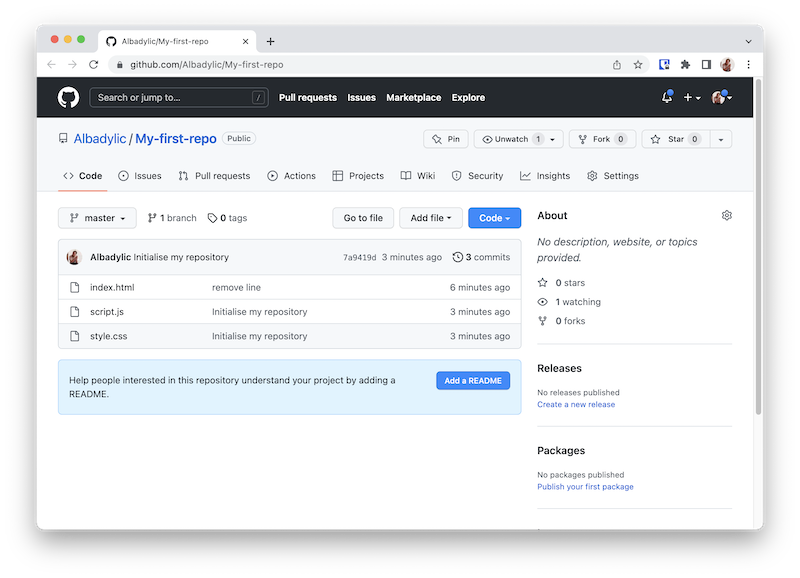 Albadylic/My-first-repo
github.com/Albadylic/My-first-repo
Search or jump to... / Pull requests Issues Marketplace Explore
Albadylic / My-first-repo Public Pin Unwatch 1 Fork 0 Star 0
Code Issues Pull requests Actions Projects Wiki Security Insights Settings
master 1 branch 0 tags Go to file Add file Code
Albadylic Initialise my repository 7a9419d 3 minutes ago 3 commits
index.html remove line 6 minutes ago
script.js Initialise my repository 3 minutes ago
style.css Initialise my repository 3 minutes ago
Help people interested in this repository understand your project by adding a
README.
Add a README
About
No description, website, or topics
provided.
0 stars
1 watching
0 forks
Releases
No releases published
Create a new release
Packages
No packages published
Publish your first package